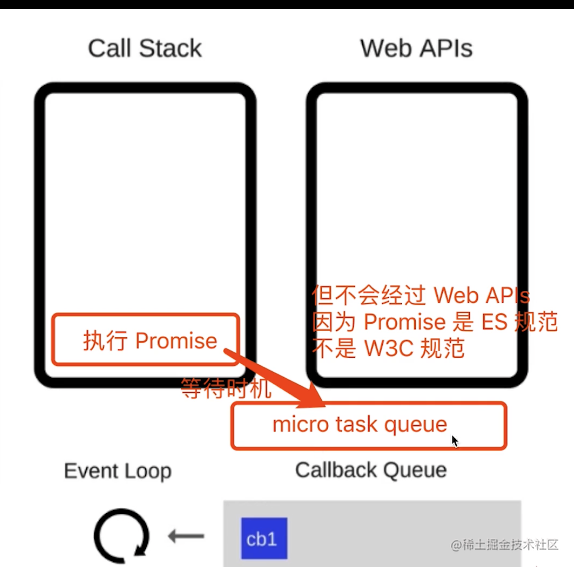 Call Stack
Web APIs
但不会经过 Web APIs
因为 Promise 是 ES 规范
不是 W3C 规范
执行 Promise
等待时机
micro task queue
Event Loop
Callback Queue
cb1
@稀土掘金技术社区